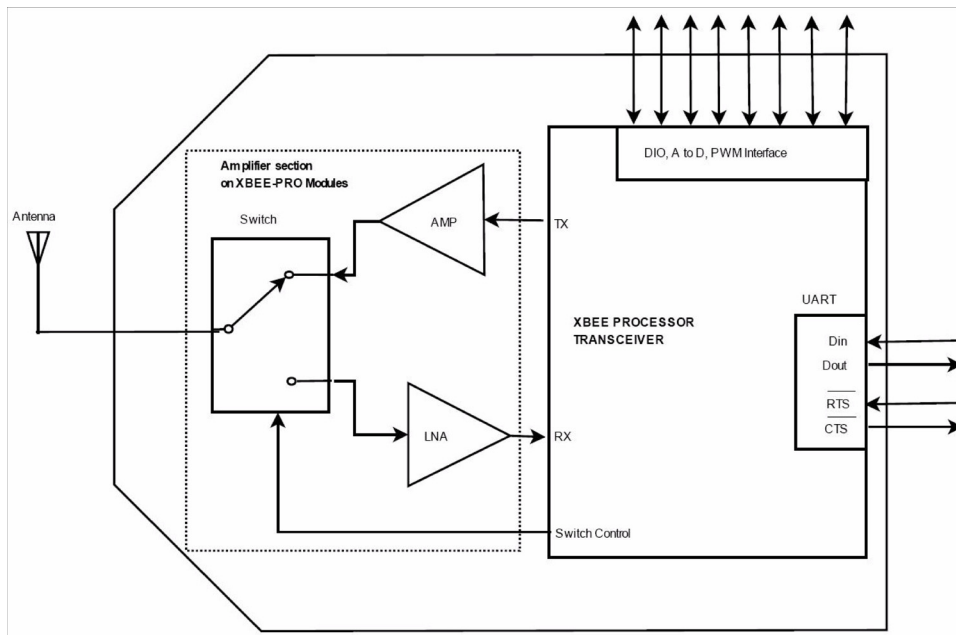 DIO, A to D, PWM Interface
Amplifier section
on XBEE-PRO Modules
Antenna
Switch
AMP
TX
UART
XBEE PROCESSOR
TRANSCEIVER
Din
Dout
RTS
CTS
LNA
RX
Switch Control